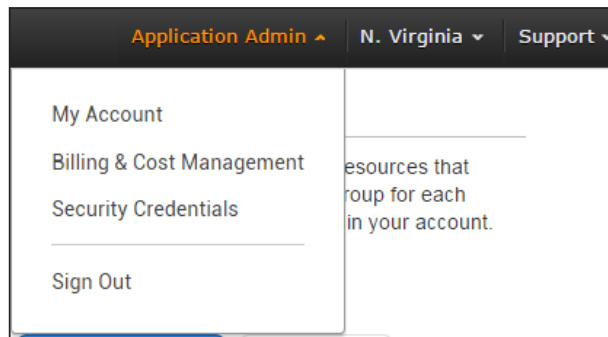 Application Admin N. Virginia Support
My Account
Billing & Cost Management
Security Credentials
Sign Out
esources that
roup for each
in your account.